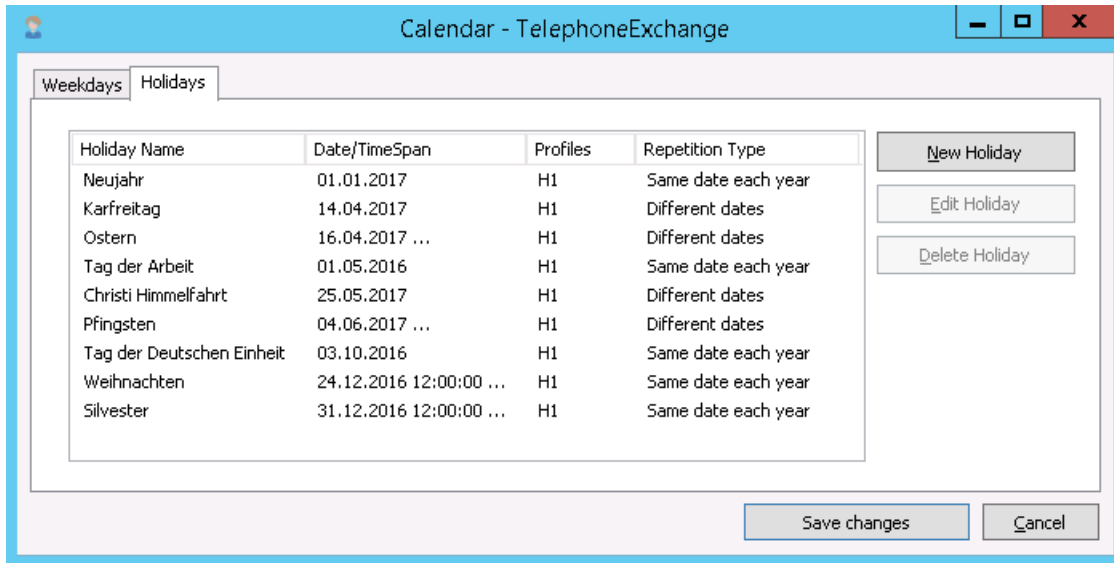 Calendar - TelephoneExchange
Weekdays Holidays
Holiday Name Date/TimeSpan Profiles Repetition Type New Holiday
Neujahr 01.01.2017 H1 Same date each year
Karfreitag 14.04.2017 H1 Different dates Edit Holiday
Ostern 16.04.2017 ... H1 Different dates
Tag der Arbeit 01.05.2016 H1 Same date each year Delete Holiday
Christi Himmelfahrt 25.05.2017 H1 Different dates
Pfingsten 04.06.2017 ... H1 Different dates
Tag der Deutschen Einheit 03.10.2016 H1 Same date each year
Weihnachten 24.12.2016 12:00:00 ... H1 Same date each year
Silvester 31.12.2016 12:00:00 ... H1 Same date each year
Save changes Cancel